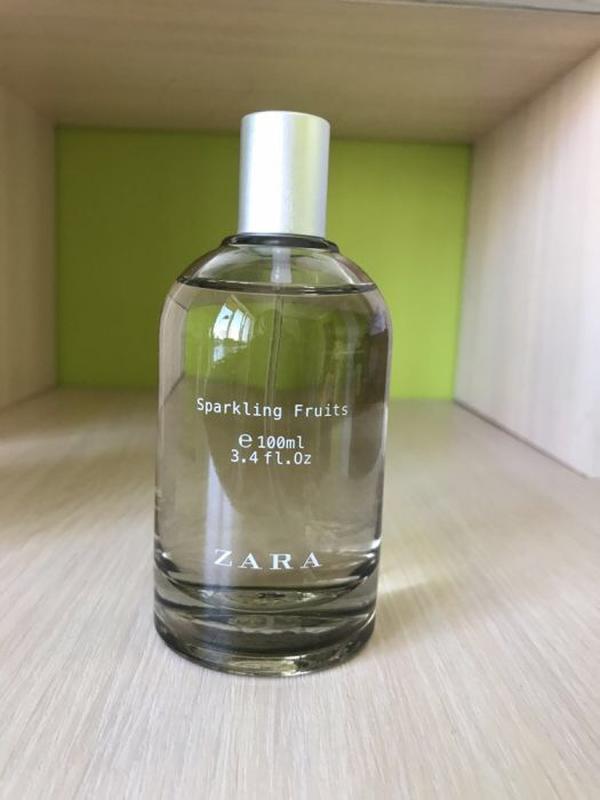 Sparkling Fruits
℮ 100ml
3.4 fl.Oz
ZARA